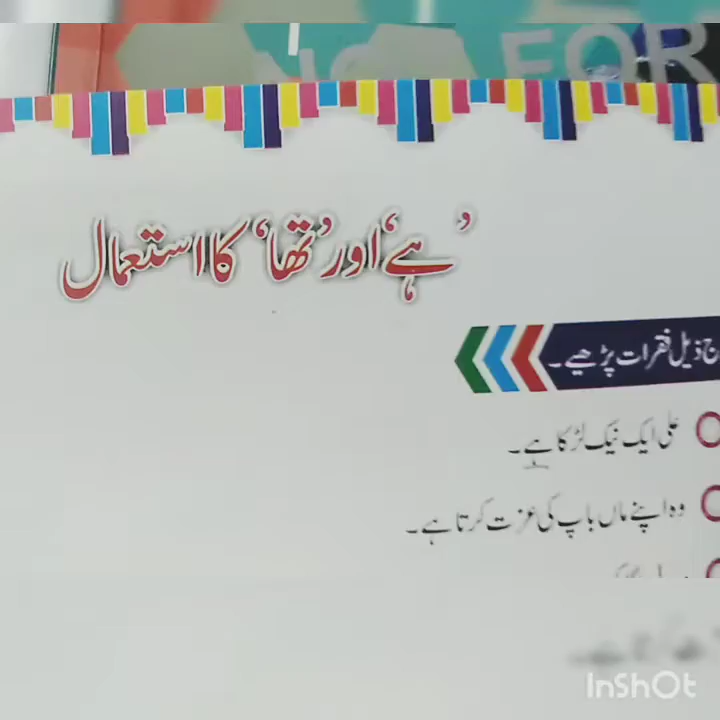 FOR
'ہے' اور 'تھا' کا استعمال
ج ذیل فقرات پڑھیے۔
علی ایک نیک لڑکا ہے۔
وہ اپنے ماں باپ کی عزت کرتا ہے۔
InShOt